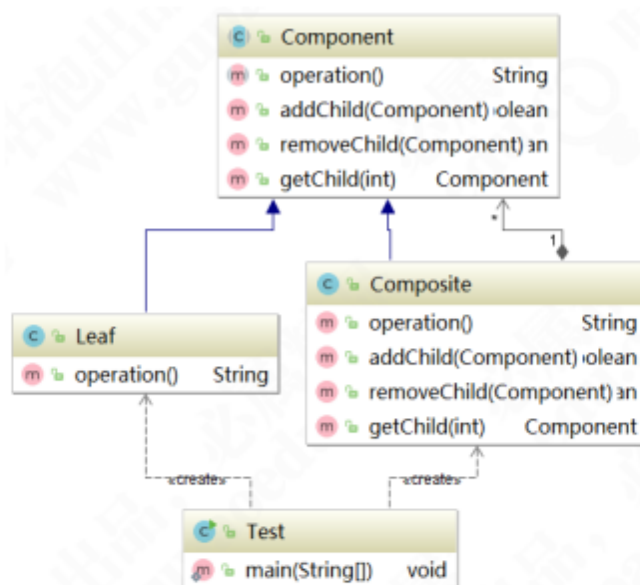 Component
operation() String
addChild(Component) olean
removeChild(Component) an
getChild(int) Component
*
1
Composite
operation() String
addChild(Component) olean
removeChild(Component) an
getChild(int) Component
Leaf
operation() String
«create»
«create»
Test
main(String[]) void